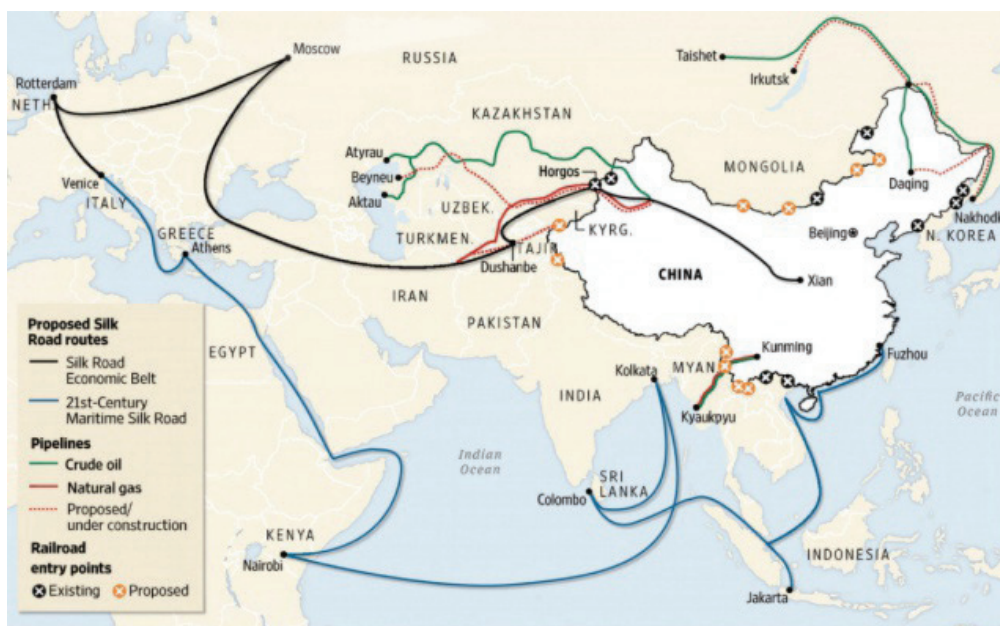 Moscow
RUSSIA
Taishet
Irkutsk
Rotterdam
NETH.
KAZAKHSTAN
Atyrau
Beyneu
Aktau
Horgos
MONGOLIA
Daqing
Nakhodk
Venice
ITALY
UZBEK.
KYRG.
TURKMEN.
TAJIK
Dushanbe
Beijing
N. KOREA
GREECE
Athens
CHINA
Xian
IRAN
PAKISTAN
EGYPT
Kolkata
MYAN
Kunming
Fuzhou
INDIA
Kyaukpyu
Pacific
Ocean
Indian
Ocean
SRI
LANKA
Colombo
KENYA
Nairobi
INDONESIA
Jakarta
Proposed Silk
Road routes
Silk Road
Economic Belt
21st-Century
Maritime Silk Road
Pipelines
Crude oil
Natural gas
Proposed/
under construction
Railroad
entry points
Existing
Proposed